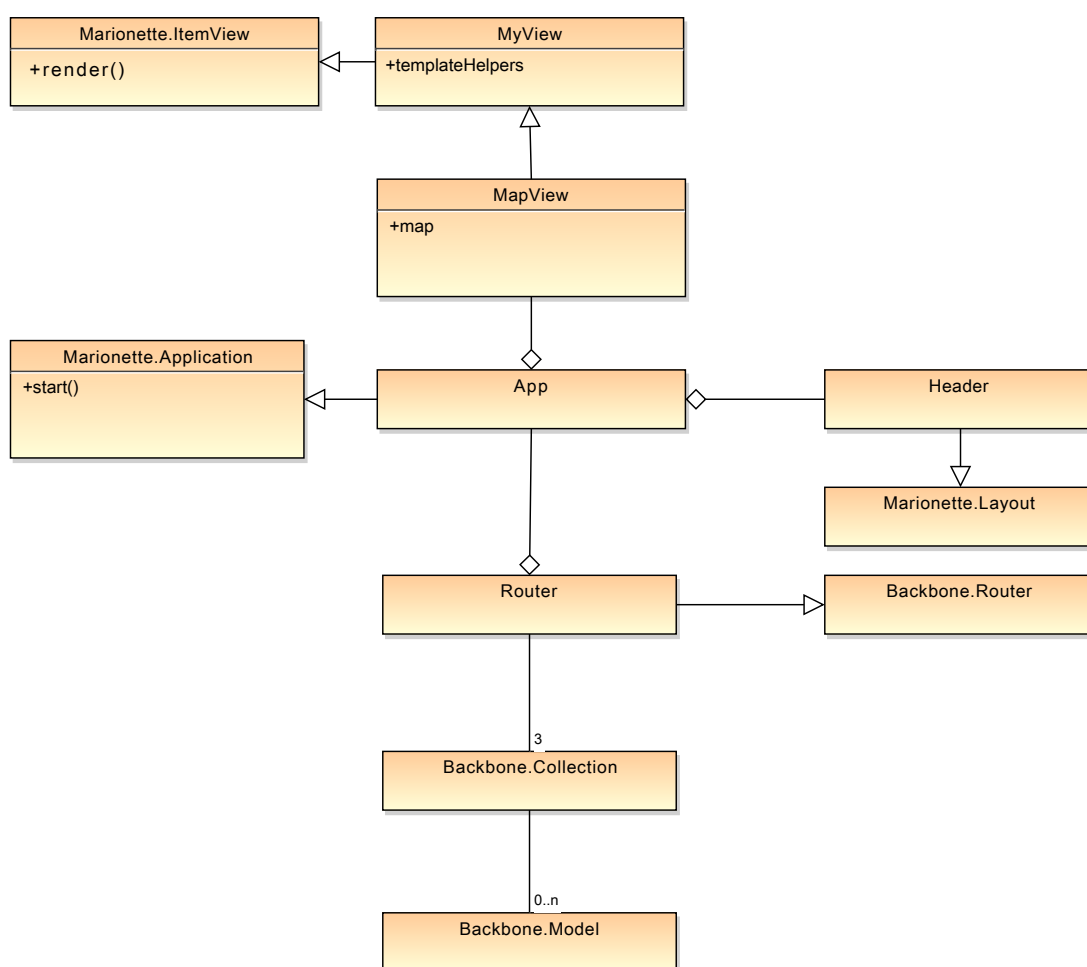 Marionette.ItemView
+render()
MyView
+templateHelpers
MapView
+map
Marionette.Application
+start()
App
Header
Marionette.Layout
Router
Backbone.Router
3
Backbone.Collection
0..n
Backbone.Model